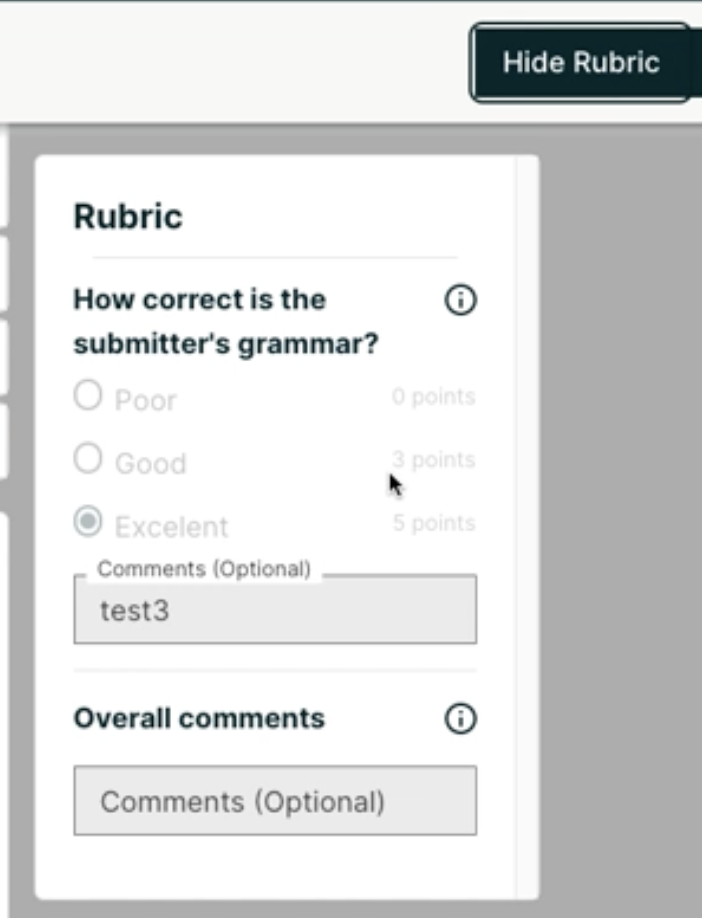 Hide Rubric
Rubric
How correct is the
submitter's grammar?
Poor 0 points
Good 3 points
Excelent 5 points
Comments (Optional)
test3
Overall comments
Comments (Optional)